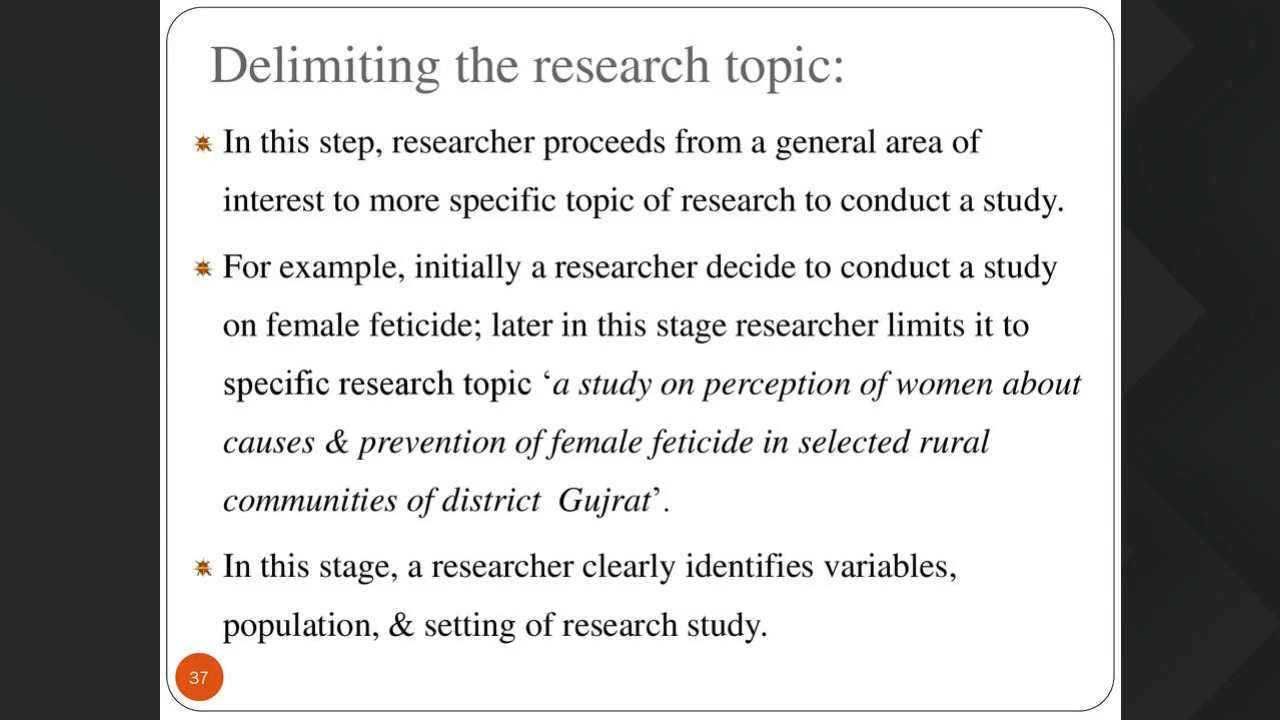 Delimiting the research topic:
In this step, researcher proceeds from a general area of
interest to more specific topic of research to conduct a study.
For example, initially a researcher decide to conduct a study
on female feticide; later in this stage researcher limits it to
specific research topic ‘a study on perception of women about
causes & prevention of female feticide in selected rural
communities of district  Gujrat’.
In this stage, a researcher clearly identifies variables,
population, & setting of research study.
37